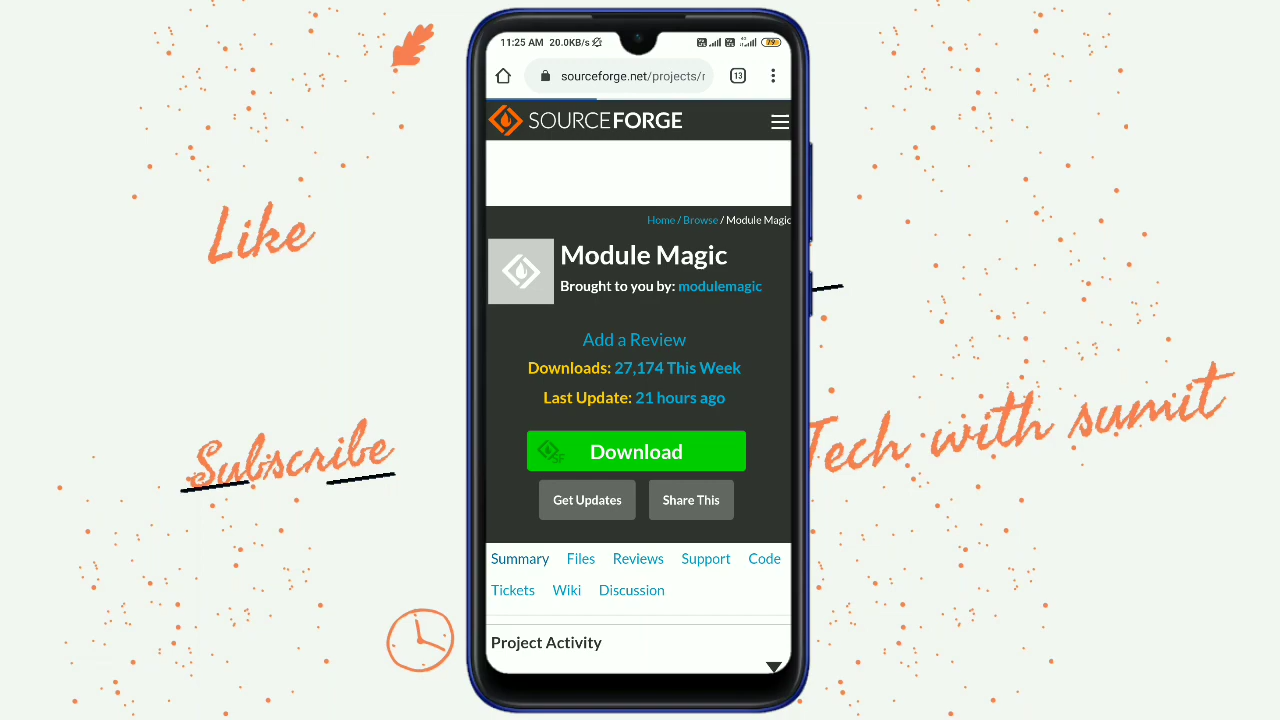 11:25 AM 20.0KB/s
79
sourceforge.net/projects/r
13
SOURCEFORGE
Home / Browse / Module Magic
Module Magic
Brought to you by: modulemagic
Add a Review
Downloads: 27,174 This Week
Last Update: 21 hours ago
Download
Get Updates
Share This
Summary Files Reviews Support Code
Tickets Wiki Discussion
Project Activity
Like
Subscribe
Tech with sumit